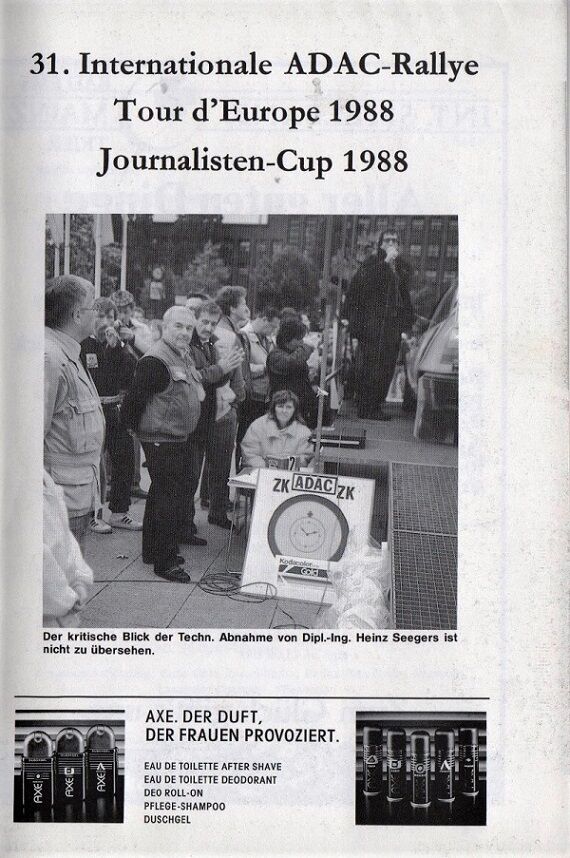 31. Internationale ADAC-Rallye
Tour d'Europe 1988
Journalisten-Cup 1988
ZK ADAC ZK
Kodacolor
Gold
Der kritische Blick der Techn. Abnahme von Dipl.-Ing. Heinz Seegers ist
nicht zu übersehen.
AXE. DER DUFT,
DER FRAUEN PROVOZIERT.
EAU DE TOILETTE AFTER SHAVE
EAU DE TOILETTE DEODORANT
DEO ROLL-ON
PFLEGE-SHAMPOO
DUSCHGEL
AXE AXE AXE